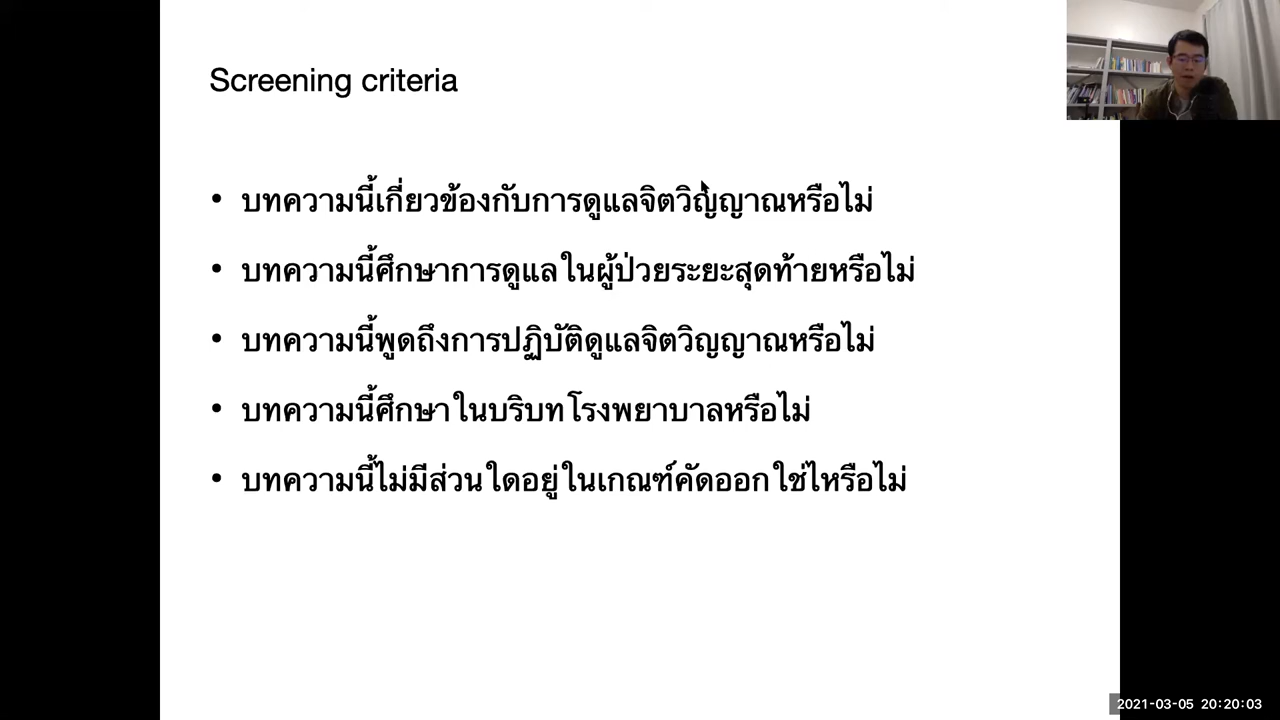 Screening criteria
• บทความนี้เกี่ยวข้องกับการดูแลจิตวิญญาณหรือไม่
• บทความนี้ศึกษาการดูแลในผู้ป่วยระยะสุดท้ายหรือไม่
• บทความนี้พูดถึงการปฏิบัติดูแลจิตวิญญาณหรือไม่
• บทความนี้ศึกษาในบริบทโรงพยาบาลหรือไม่
• บทความนี้ไม่มีส่วนใดอยู่ในเกณฑ์คัดออกใช่ไหรือไม่
2021-03-05 20:20:03